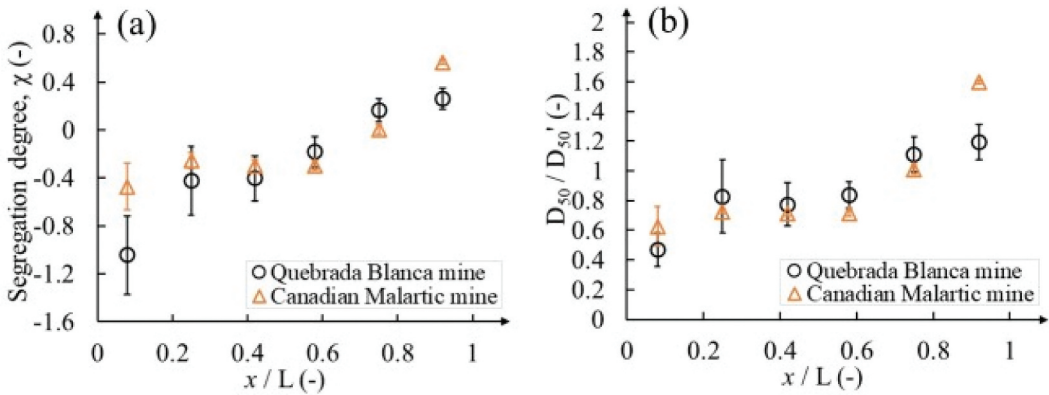 (a)
Segregation degree, χ (-)
0.8
0.4
0
-0.4
-0.8
-1.2
-1.6
Quebrada Blanca mine
Canadian Malartic mine
0 0.2 0.4 0.6 0.8 1
x / L (-)
(b)
D50 / D50' (-)
2
1.8
1.6
1.4
1.2
1
0.8
0.6
0.4
0.2
0
Quebrada Blanca mine
Canadian Malartic mine
0 0.2 0.4 0.6 0.8 1
x / L (-)